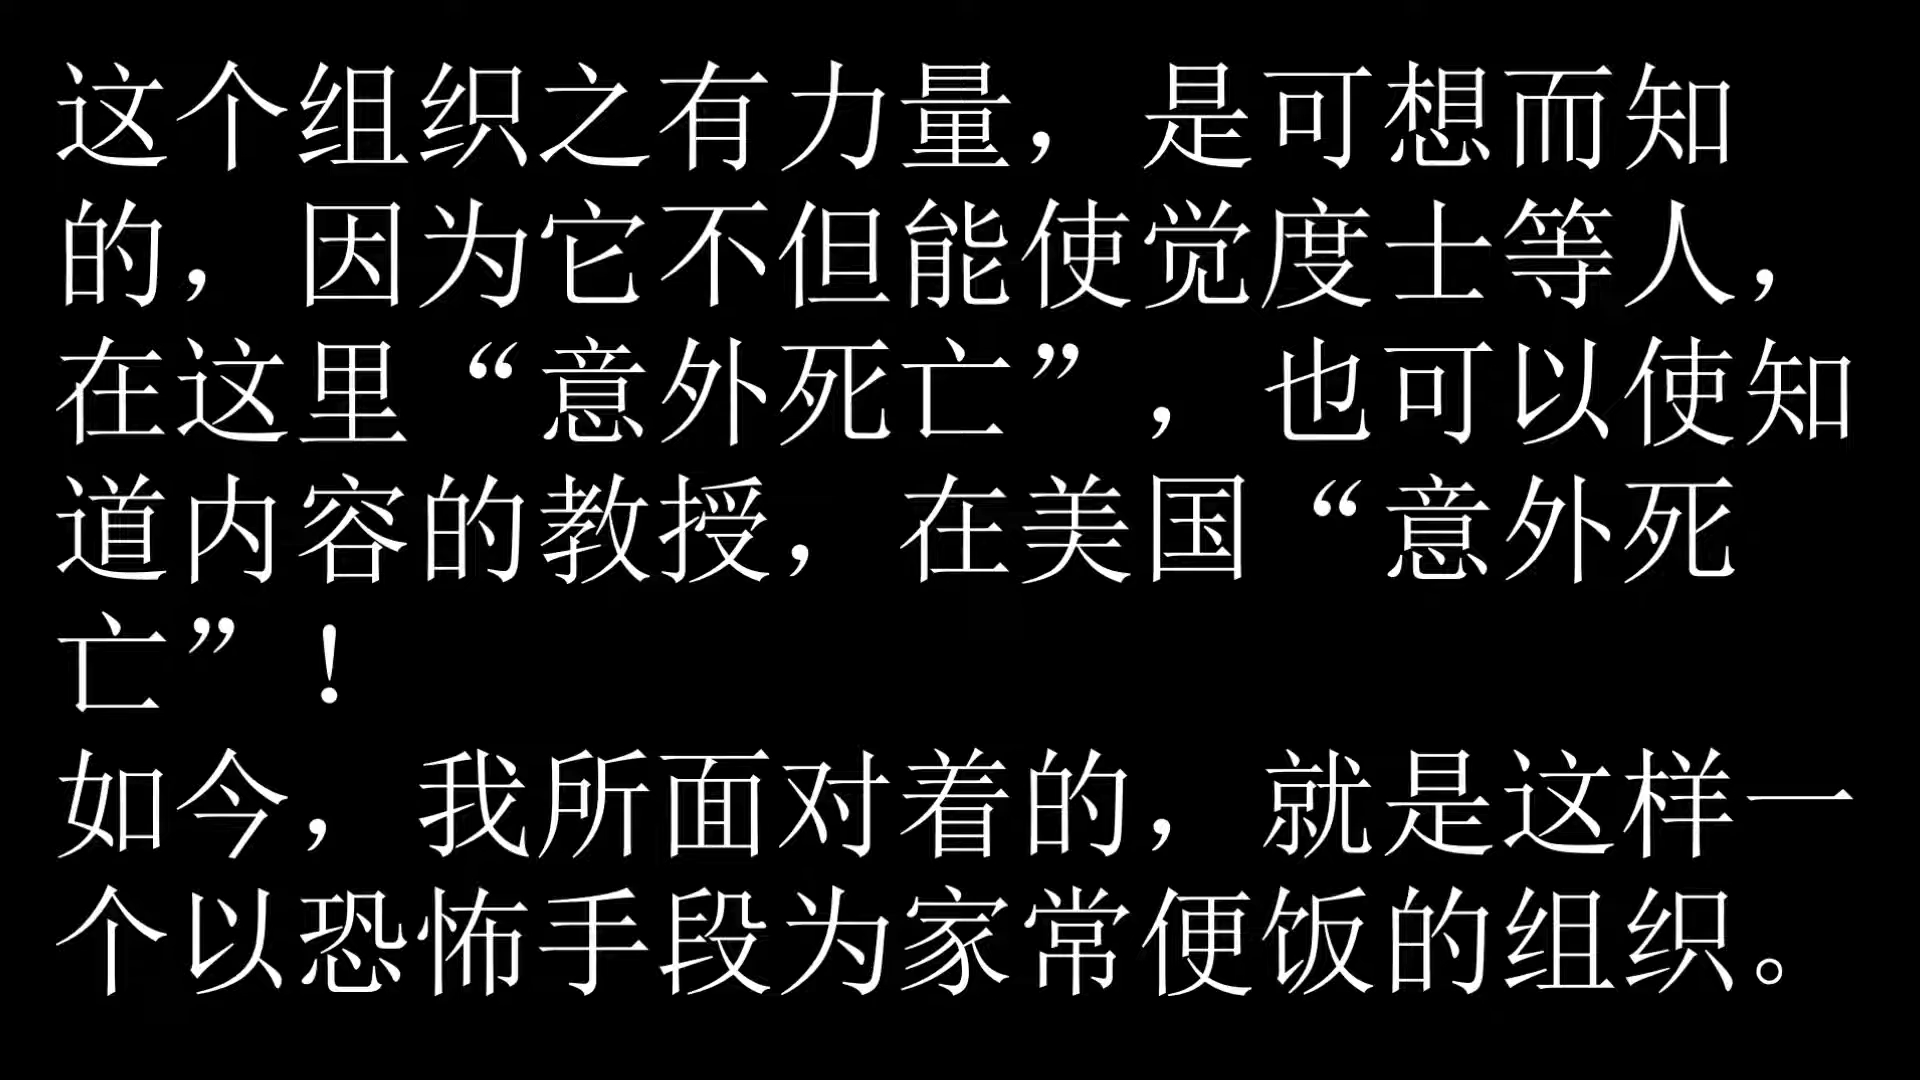 这个组织之有力量，是可想而知
的，因为它不但能使觉度士等人，
在这里“意外死亡”，也可以使知
道内容的教授，在美国“意外死
亡”！
如今，我所面对着的，就是这样一
个以恐怖手段为家常便饭的组织。